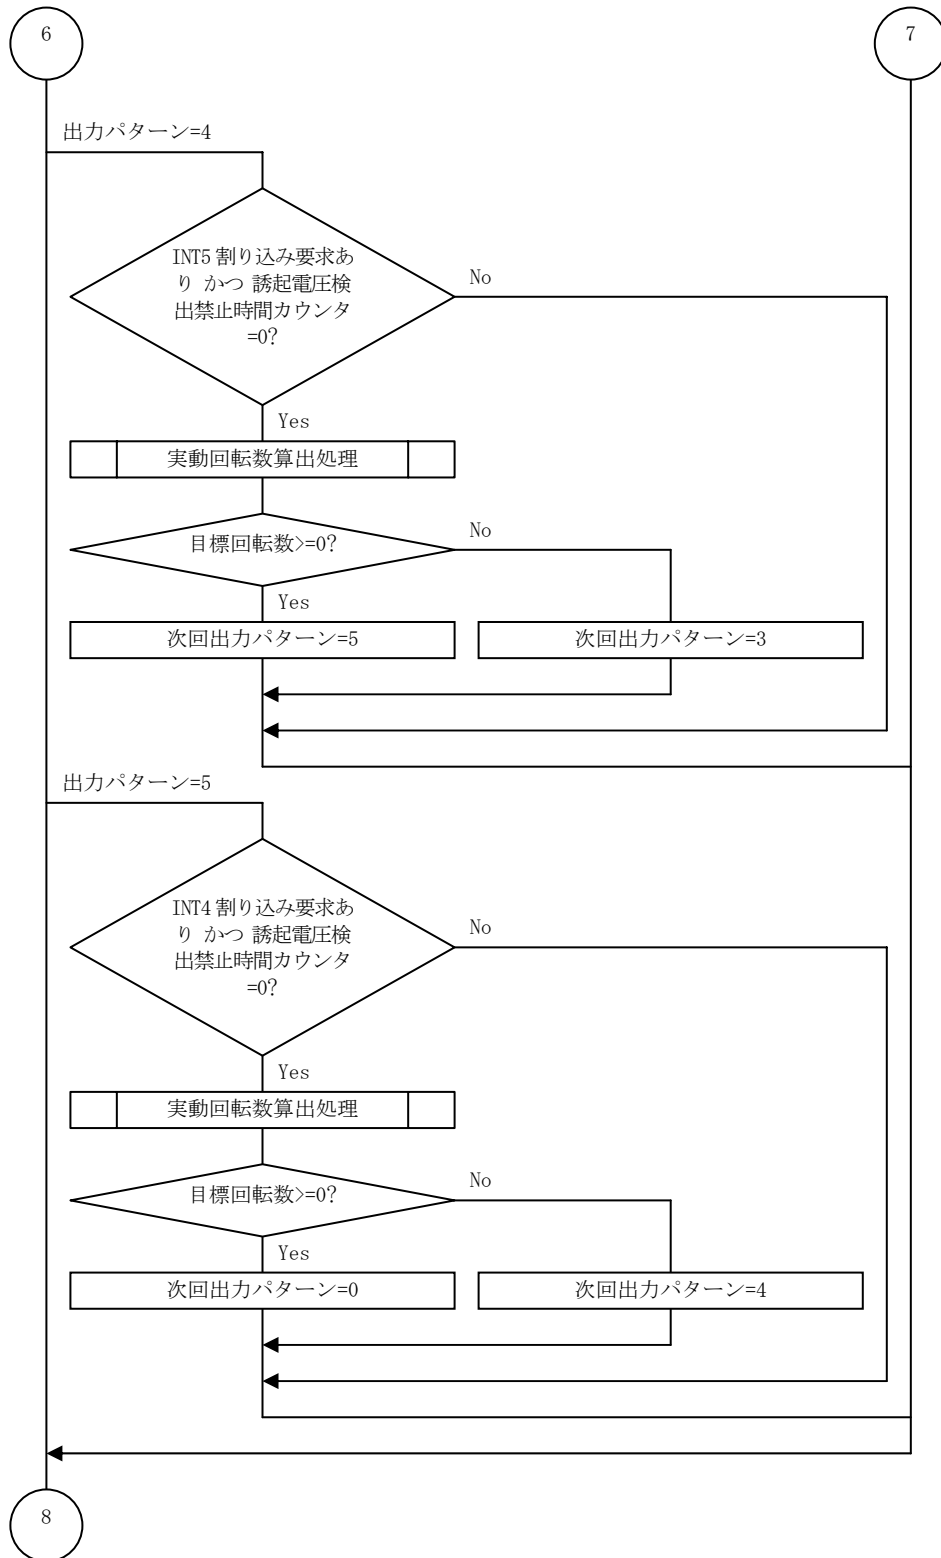 6
7
出力パターン=4
INT5 割り込み要求あ
り かつ 誘起電圧検
出禁止時間カウンタ
=0?
No
Yes
実動回転数算出処理
目標回転数>=0?
No
Yes
次回出力パターン=5
次回出力パターン=3
出力パターン=5
INT4 割り込み要求あ
り かつ 誘起電圧検
出禁止時間カウンタ
=0?
No
Yes
実動回転数算出処理
目標回転数>=0?
No
Yes
次回出力パターン=0
次回出力パターン=4
8